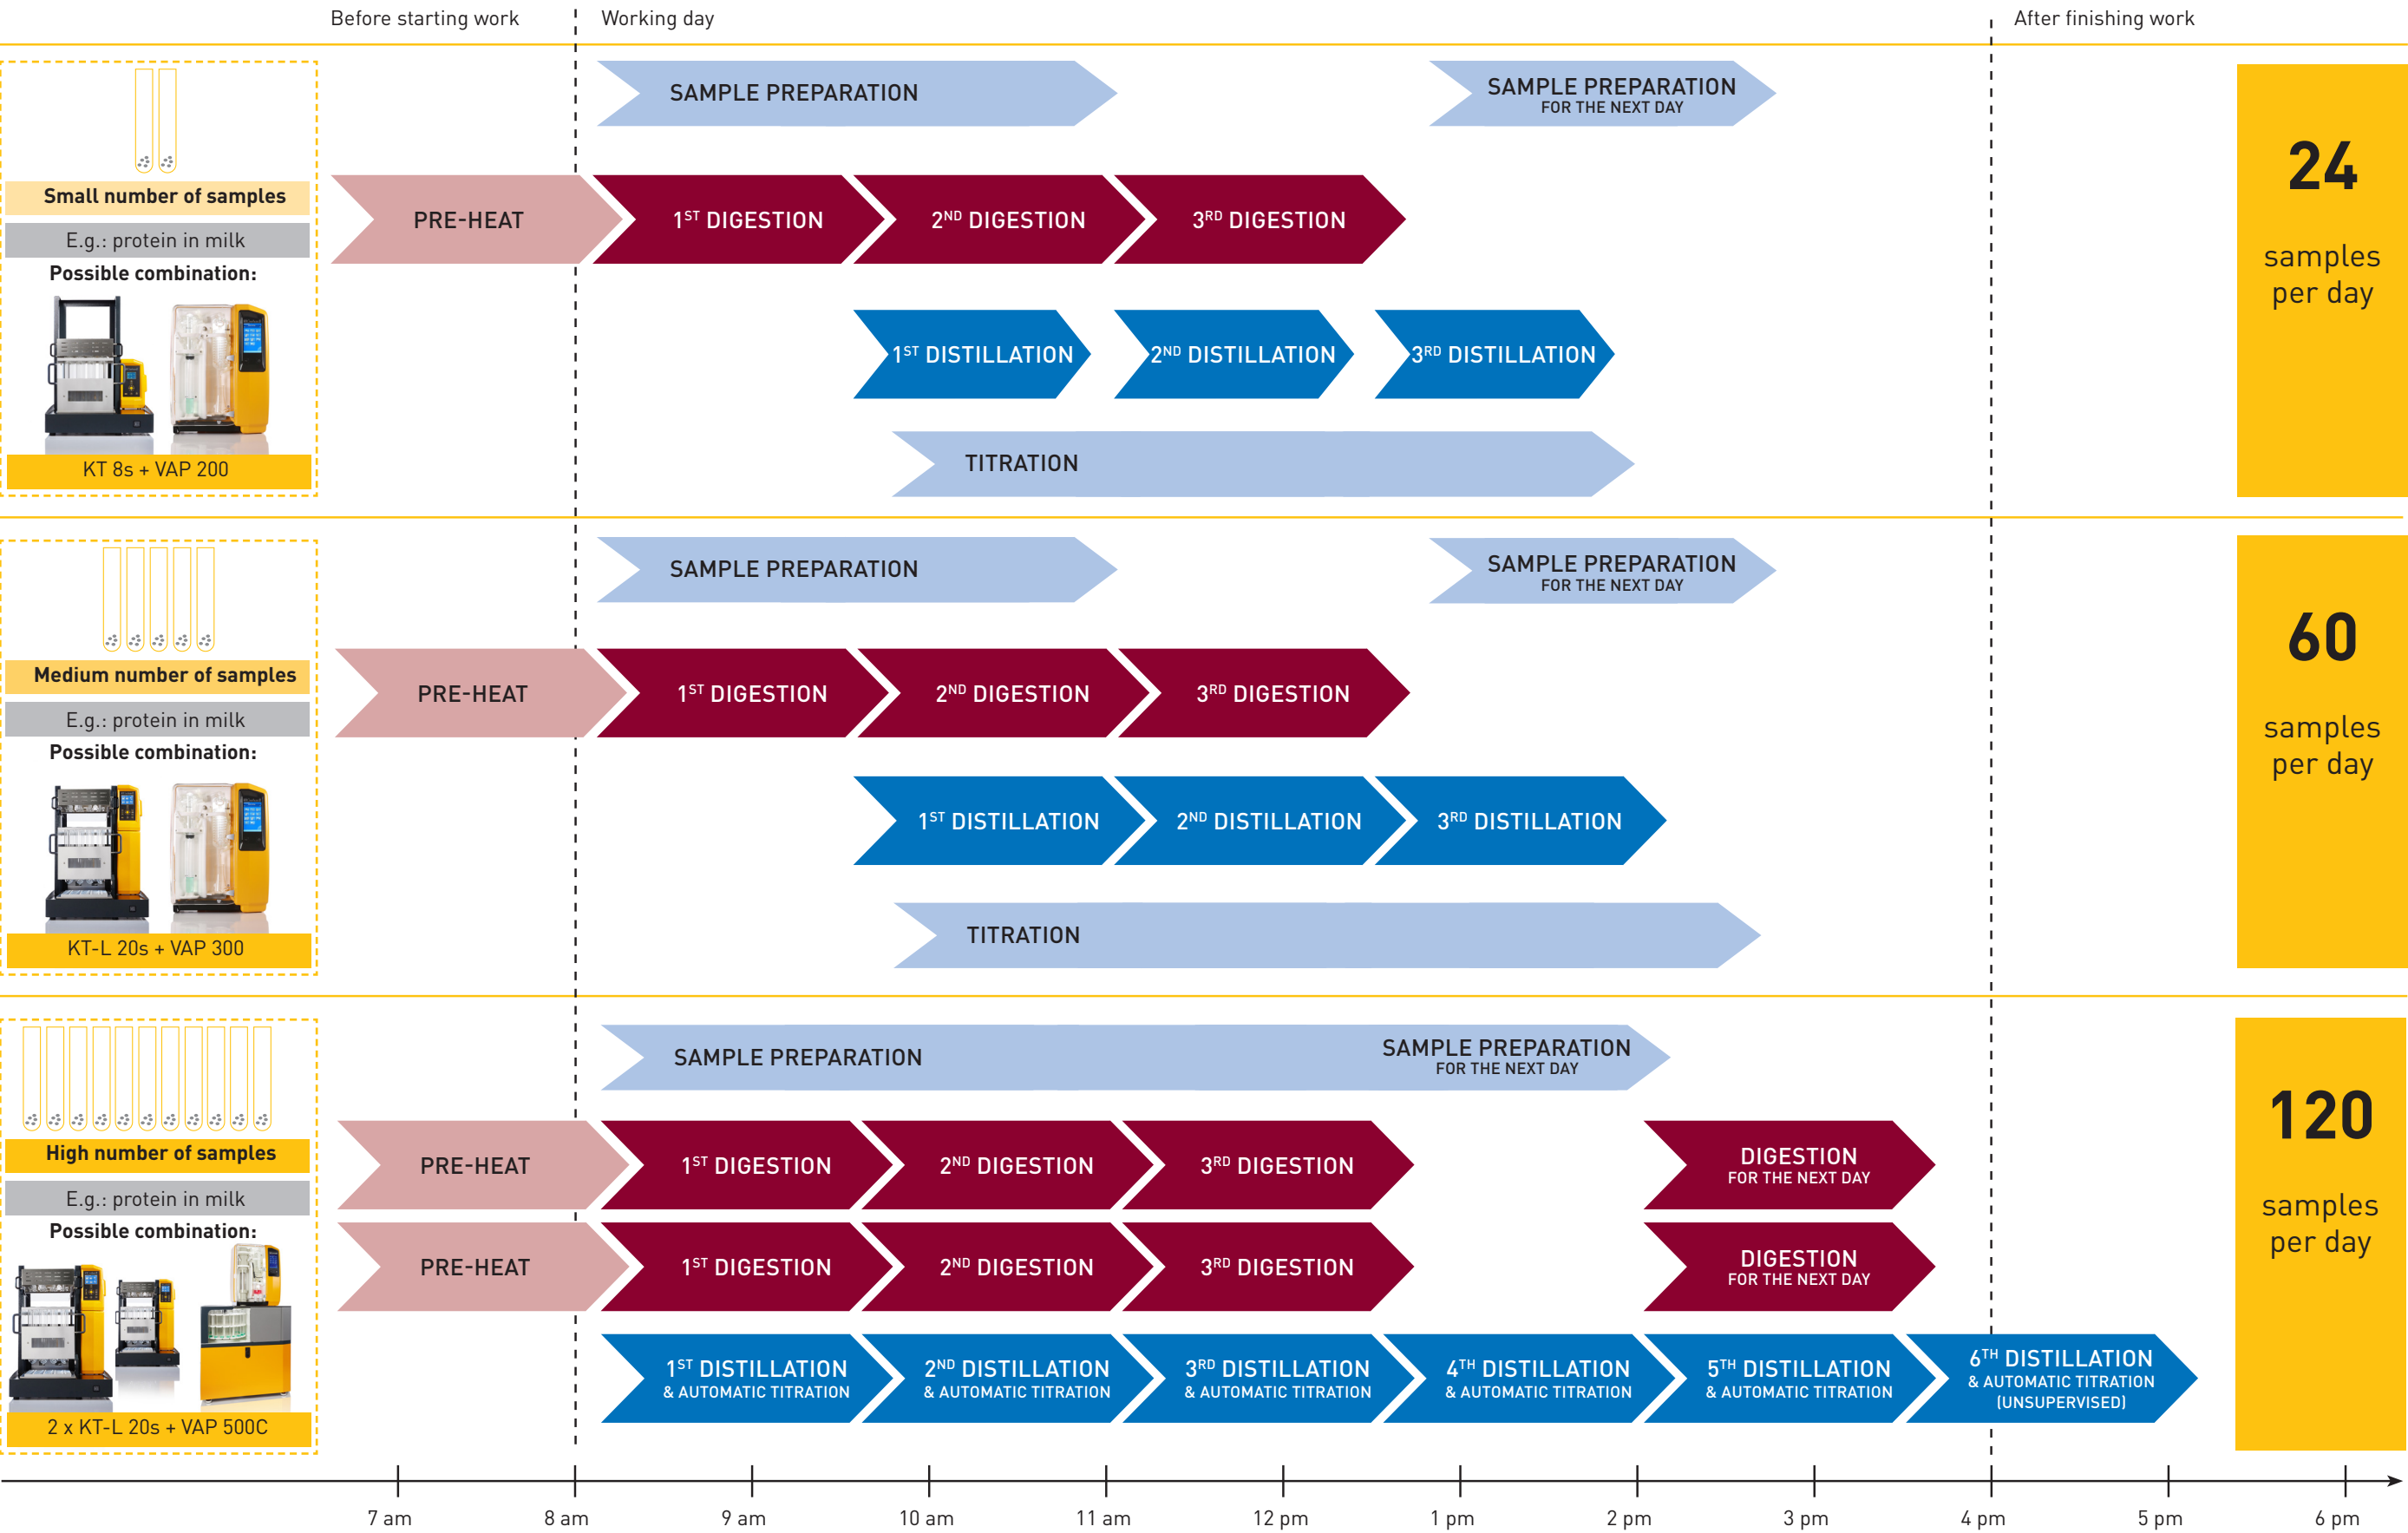 Before starting work
Working day
After finishing work
SAMPLE PREPARATION
SAMPLE PREPARATION
FOR THE NEXT DAY
Small number of samples
E.g.: protein in milk
Possible combination:
KT 8s + VAP 200
PRE-HEAT
1ST DIGESTION
2ND DIGESTION
3RD DIGESTION
1ST DISTILLATION
2ND DISTILLATION
3RD DISTILLATION
TITRATION
24
samples
per day
SAMPLE PREPARATION
SAMPLE PREPARATION
FOR THE NEXT DAY
Medium number of samples
E.g.: protein in milk
Possible combination:
KT-L 20s + VAP 300
PRE-HEAT
1ST DIGESTION
2ND DIGESTION
3RD DIGESTION
1ST DISTILLATION
2ND DISTILLATION
3RD DISTILLATION
TITRATION
60
samples
per day
SAMPLE PREPARATION
SAMPLE PREPARATION
FOR THE NEXT DAY
High number of samples
E.g.: protein in milk
Possible combination:
2 x KT-L 20s + VAP 500C
PRE-HEAT
1ST DIGESTION
2ND DIGESTION
3RD DIGESTION
DIGESTION
FOR THE NEXT DAY
PRE-HEAT
1ST DIGESTION
2ND DIGESTION
3RD DIGESTION
DIGESTION
FOR THE NEXT DAY
1ST DISTILLATION
& AUTOMATIC TITRATION
2ND DISTILLATION
& AUTOMATIC TITRATION
3RD DISTILLATION
& AUTOMATIC TITRATION
4TH DISTILLATION
& AUTOMATIC TITRATION
5TH DISTILLATION
& AUTOMATIC TITRATION
6TH DISTILLATION
& AUTOMATIC TITRATION
(UNSUPERVISED)
120
samples
per day
7 am
8 am
9 am
10 am
11 am
12 pm
1 pm
2 pm
3 pm
4 pm
5 pm
6 pm